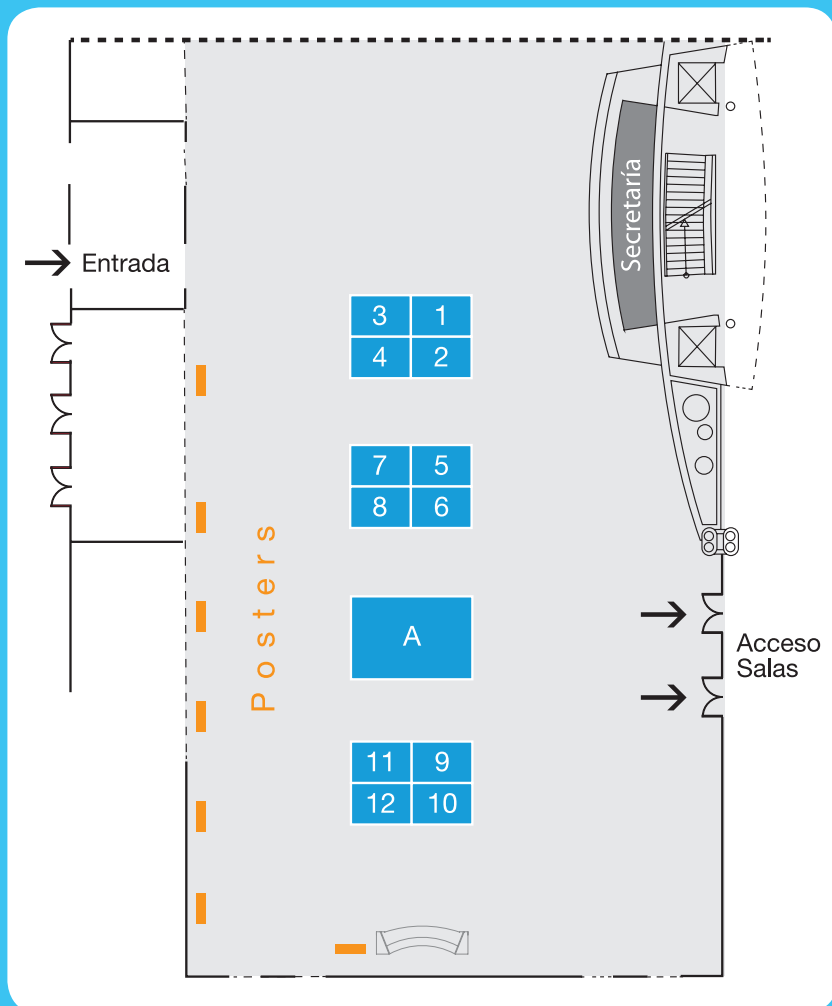 Secretaría
Entrada
3 1
4 2
7 5
8 6
Posters
A
Acceso
Salas
11 9
12 10